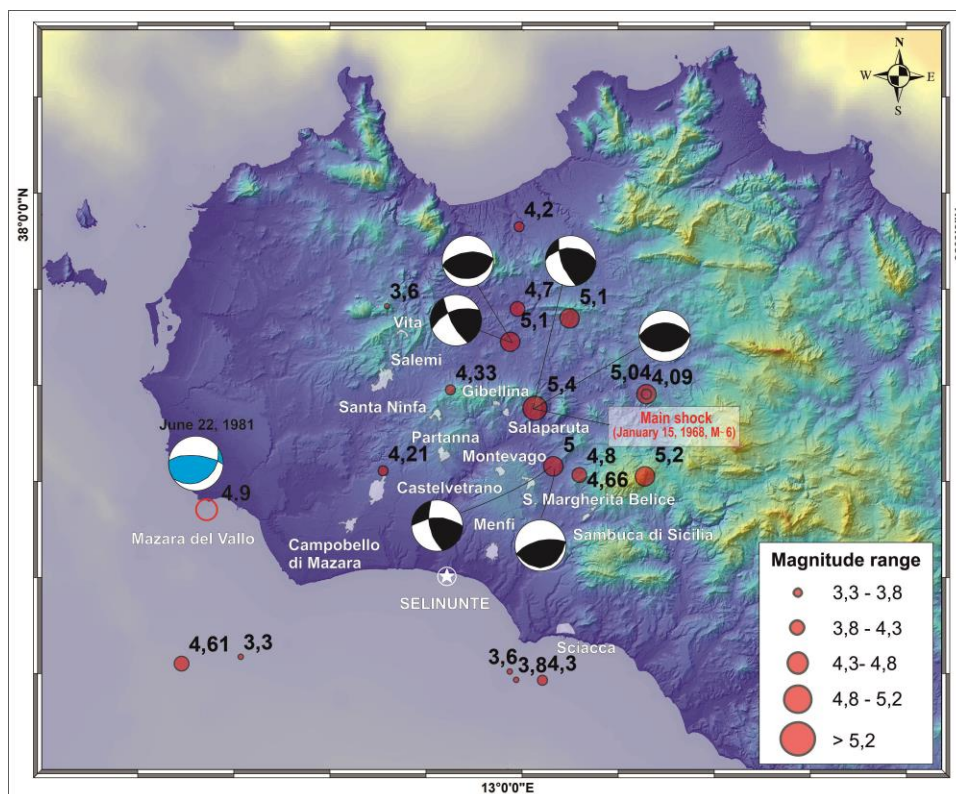 N
W E
S
38°0'0"N
4,2
3,6
4,7
5,1
Vita
5,1
Salemi
4,33
Gibellina
5,4
5,04
4,09
Santa Ninfa
Salaparuta
Main shock
(January 15, 1968, M~6)
June 22, 1981
Partanna
4,21
Montevago
5
4,8
5,2
4,66
Castelvetrano
S. Margherita Belice
4.9
Mazara del Vallo
Menfi
Sambuca di Sicilia
Campobello
di Mazara
SELINUNTE
Sciacca
4,61
3,3
3,6
3,8
4,3
13°0'0"E
Magnitude range
3,3 - 3,8
3,8 - 4,3
4,3- 4,8
4,8 - 5,2
> 5,2